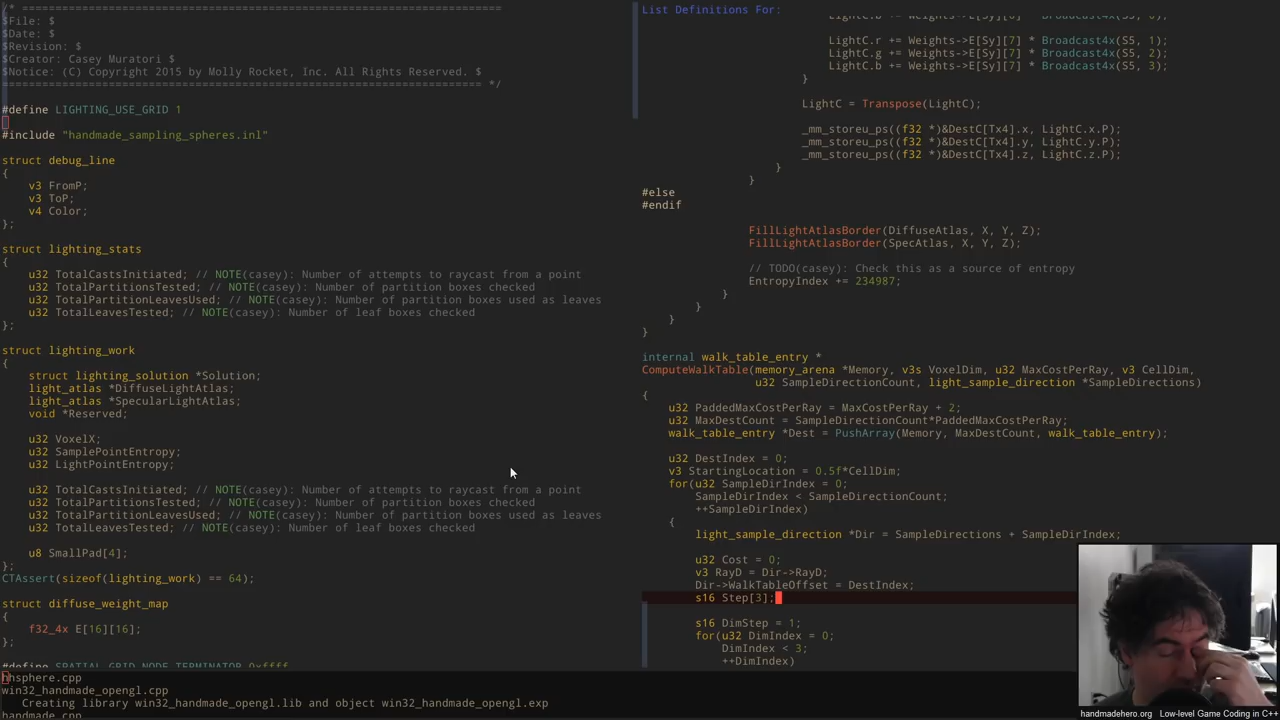 /* =====================================================================
$File: $
$Date: $
$Revision: $
$Creator: Casey Muratori $
$Notice: (C) Copyright 2015 by Molly Rocket, Inc. All Rights Reserved. $
===================================================================== */
#define LIGHTING_USE_GRID 1
#include "handmade_sampling_spheres.inl"
struct debug_line
{
v3 FromP;
v3 ToP;
v4 Color;
};
struct lighting_stats
{
u32 TotalCastsInitiated; // NOTE(casey): Number of attempts to raycast from a point
u32 TotalPartitionsTested; // NOTE(casey): Number of partition boxes checked
u32 TotalPartitionLeavesUsed; // NOTE(casey): Number of partition boxes used as leaves
u32 TotalLeavesTested; // NOTE(casey): Number of leaf boxes checked
};
struct lighting_work
{
struct lighting_solution *Solution;
light_atlas *DiffuseLightAtlas;
light_atlas *SpecularLightAtlas;
void *Reserved;
u32 VoxelX;
u32 SamplePointEntropy;
u32 LightPointEntropy;
u32 TotalCastsInitiated; // NOTE(casey): Number of attempts to raycast from a point
u32 TotalPartitionsTested; // NOTE(casey): Number of partition boxes checked
u32 TotalPartitionLeavesUsed; // NOTE(casey): Number of partition boxes used as leaves
u32 TotalLeavesTested; // NOTE(casey): Number of leaf boxes checked
u8 SmallPad[4];
};
CTAssert(sizeof(lighting_work) == 64);
struct diffuse_weight_map
{
f32_4x E[16][16];
};
#define SPATIAL_GRID_NODE_TERMINATOR 0xffff
List Definitions For:
LightC.r += Weights->E[Sy][7] * Broadcast4x(S5, 1);
LightC.g += Weights->E[Sy][7] * Broadcast4x(S5, 2);
LightC.b += Weights->E[Sy][7] * Broadcast4x(S5, 3);
}
LightC = Transpose(LightC);
_mm_storeu_ps((f32 *)&DestC[Tx4].x, LightC.x.P);
_mm_storeu_ps((f32 *)&DestC[Tx4].y, LightC.y.P);
_mm_storeu_ps((f32 *)&DestC[Tx4].z, LightC.z.P);
}
}
#else
#endif
FillLightAtlasBorder(DiffuseAtlas, X, Y, Z);
FillLightAtlasBorder(SpecAtlas, X, Y, Z);
// TODO(casey): Check this as a source of entropy
EntropyIndex += 234987;
}
}
}
}
internal walk_table_entry *
ComputeWalkTable(memory_arena *Memory, v3s VoxelDim, u32 MaxCostPerRay, v3 CellDim,
u32 SampleDirectionCount, light_sample_direction *SampleDirections)
{
u32 PaddedMaxCostPerRay = MaxCostPerRay + 2;
u32 MaxDestCount = SampleDirectionCount*PaddedMaxCostPerRay;
walk_table_entry *Dest = PushArray(Memory, MaxDestCount, walk_table_entry);
u32 DestIndex = 0;
v3 StartingLocation = 0.5f*CellDim;
for(u32 SampleDirIndex = 0;
SampleDirIndex < SampleDirectionCount;
++SampleDirIndex)
{
light_sample_direction *Dir = SampleDirections + SampleDirIndex;
u32 Cost = 0;
v3 RayD = Dir->RayD;
Dir->WalkTableOffset = DestIndex;
s16 Step[3];
s16 DimStep = 1;
for(u32 DimIndex = 0;
DimIndex < 3;
++DimIndex)
hhsphere.cpp
win32_handmade_opengl.cpp
Creating library win32_handmade_opengl.lib and object win32_handmade_opengl.exp
handmade.cpp
handmadehero.org | Low-level Game Coding in C++